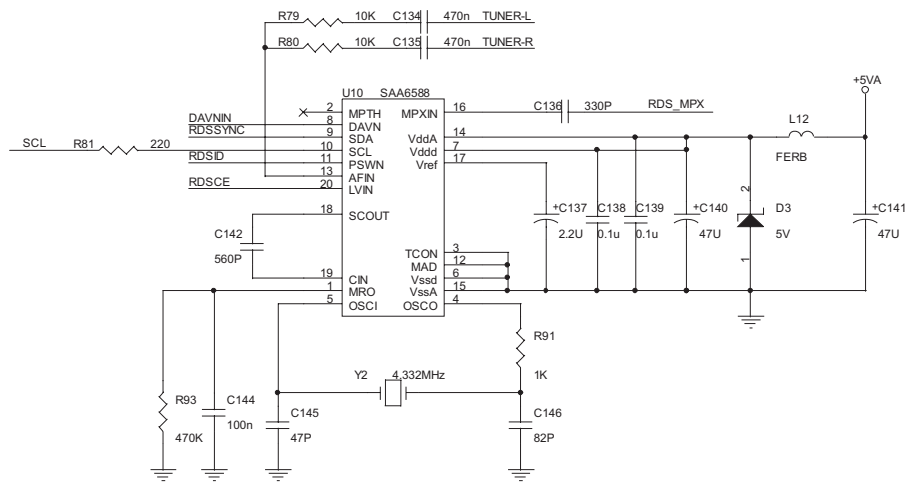 R79 10K C134 470n TUNER-L
R80 10K C135 470n TUNER-R
U10 SAA6588
+5VA
2 MPTH MPXIN 16 C136 330P RDS_MPX
DAVNIN 8 DAVN
RDSSYNC 9 SDA VddA 14 L12
SCL R81 220 10 SCL Vddd 7
RDSID 11 PSWN Vref 17 FERB
13 AFIN
RDSCE 20 LVIN
2
18 SCOUT +C137 C138 C139 +C140 D3 +C141
2.2U 0.1u 0.1u 47U 5V 47U
C142
560P
TCON 3
MAD 12 1
19 CIN Vssd 6
1 MRO VssA 15
5 OSCI OSCO 4
R91
1K
Y2 4.332MHz
R93 C144 C145 C146
470K 100n 47P 82P